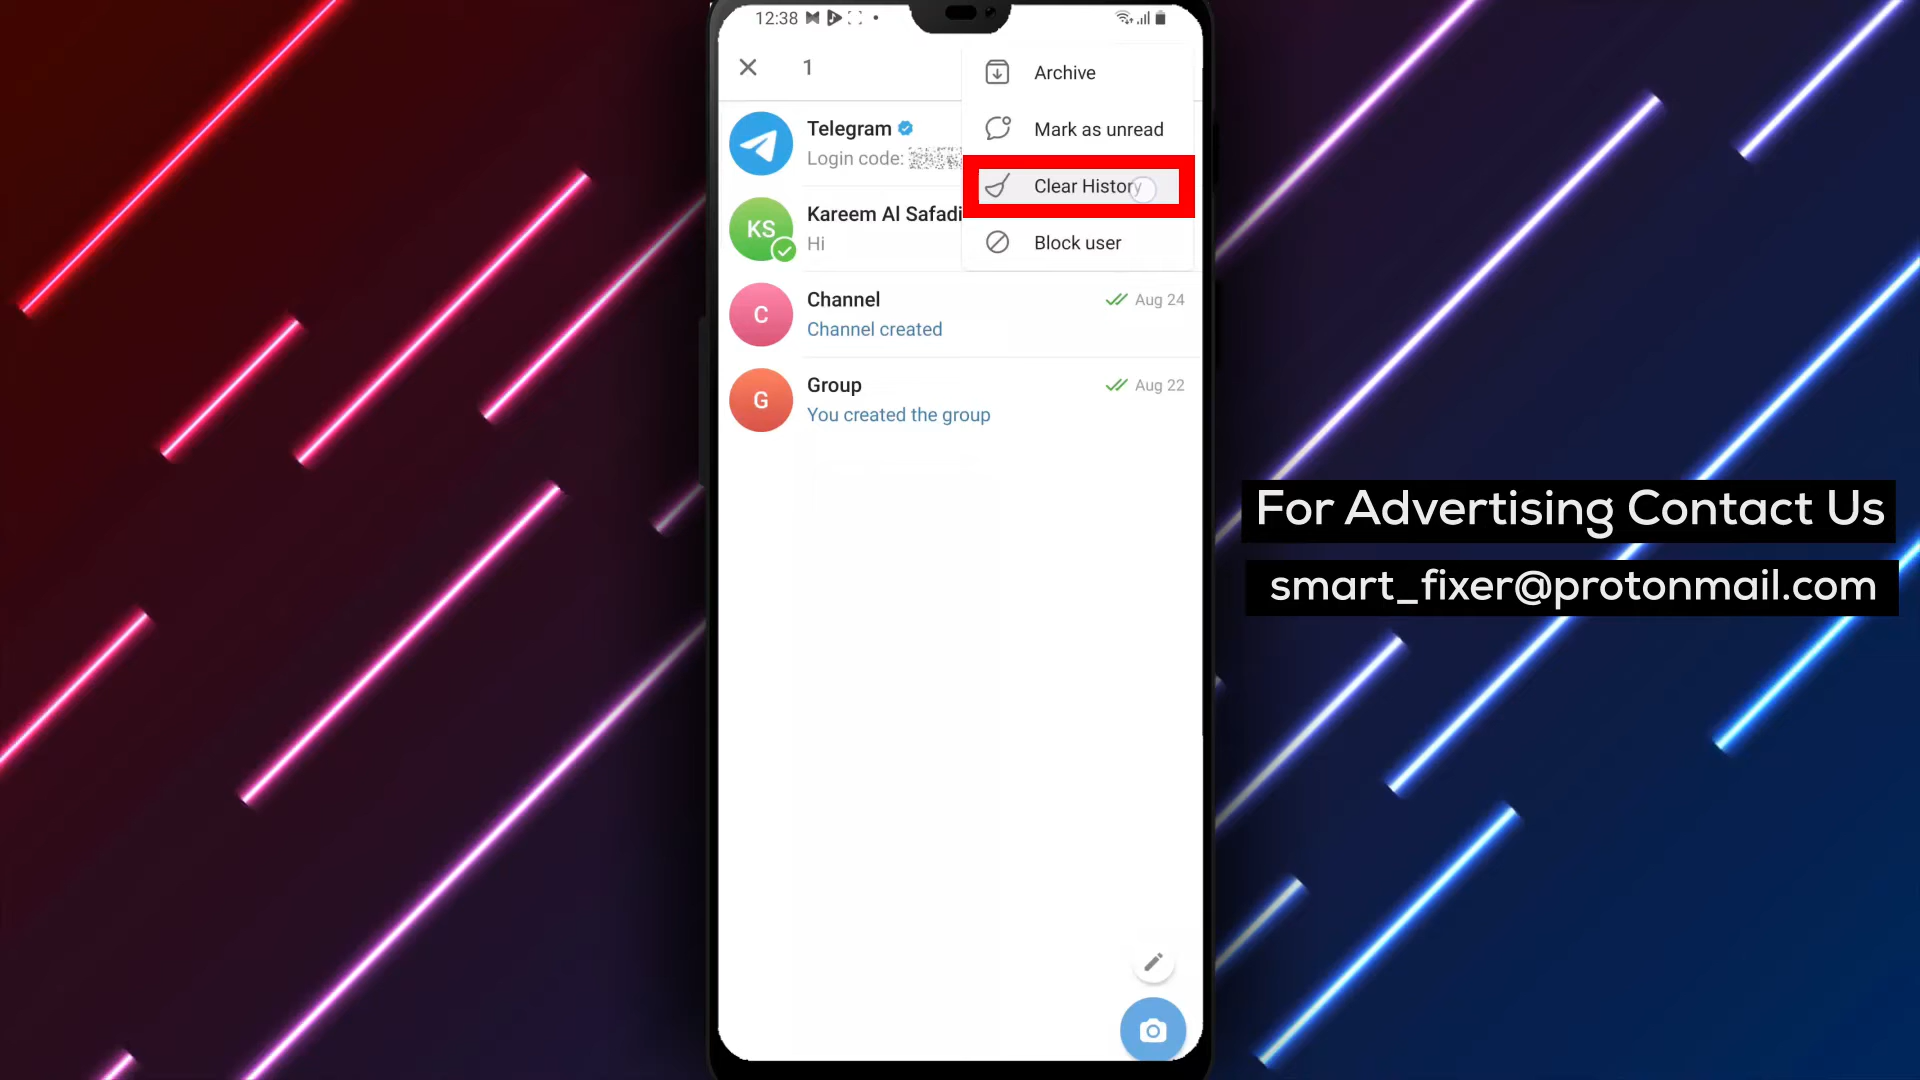 12:38
1
Archive
Mark as unread
Clear History
Block user
Telegram
Login code:
KS
Kareem Al Safadi
Hi
C
Channel
Aug 24
Channel created
G
Group
Aug 22
You created the group
For Advertising Contact Us
smart_fixer@protonmail.com